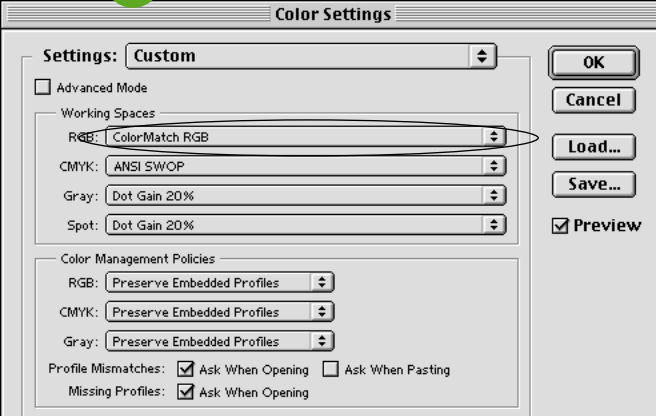 Color Settings
Settings: Custom
OK
Advanced Mode
Cancel
Working Spaces
RGB: ColorMatch RGB
Load...
CMYK: ANSI SWOP
Save...
Gray: Dot Gain 20%
Spot: Dot Gain 20%
Preview
Color Management Policies
RGB: Preserve Embedded Profiles
CMYK: Preserve Embedded Profiles
Gray: Preserve Embedded Profiles
Profile Mismatches: Ask When Opening Ask When Pasting
Missing Profiles: Ask When Opening